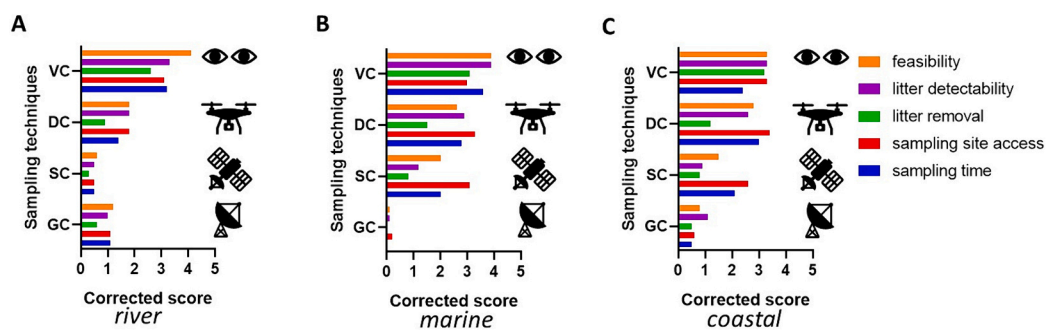 A
Sampling techniques
VC
DC
SC
GC
0 1 2 3 4 5
Corrected score
river
B
Sampling techniques
VC
DC
SC
GC
0 1 2 3 4 5
Corrected score
marine
C
Sampling techniques
VC
DC
SC
GC
0 1 2 3 4 5
Corrected score
coastal
feasibility
litter detectability
litter removal
sampling site access
sampling time